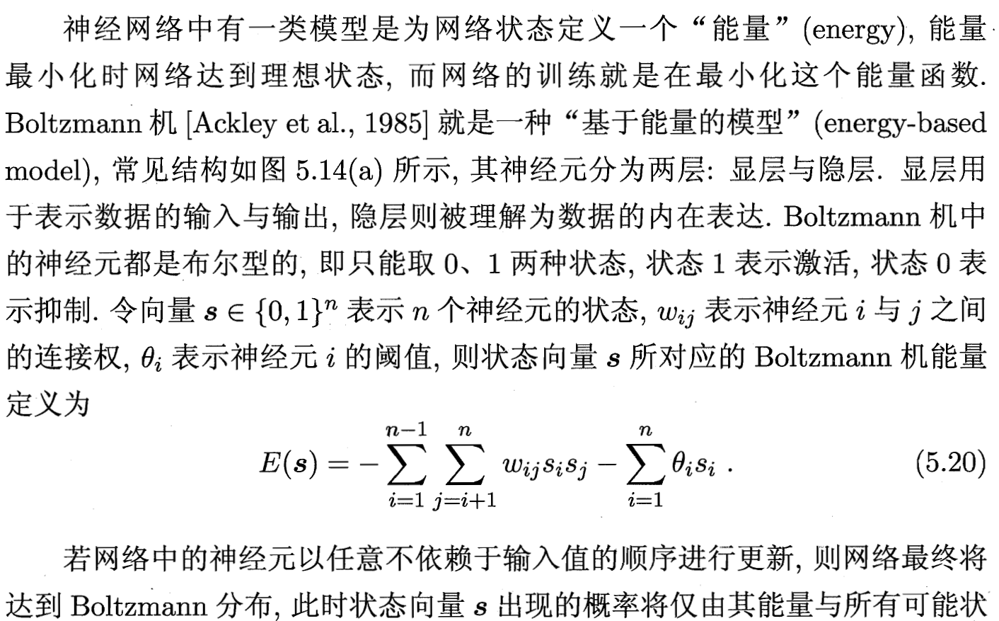 神经网络中有一类模型是为网络状态定义一个“能量”(energy), 能量
最小化时网络达到理想状态, 而网络的训练就是在最小化这个能量函数.
Boltzmann 机 [Ackley et al., 1985] 就是一种“基于能量的模型”(energy-based
model), 常见结构如图 5.14(a) 所示, 其神经元分为两层: 显层与隐层. 显层用
于表示数据的输入与输出, 隐层则被理解为数据的内在表达. Boltzmann 机中
的神经元都是布尔型的, 即只能取 0、1 两种状态, 状态 1 表示激活, 状态 0 表
示抑制. 令向量 $\boldsymbol{s} \in \{0,1\}^n$ 表示 $n$ 个神经元的状态, $w_{ij}$ 表示神经元 $i$ 与 $j$ 之间
的连接权, $\theta_i$ 表示神经元 $i$ 的阈值, 则状态向量 $\boldsymbol{s}$ 所对应的 Boltzmann 机能量
定义为
$E(\boldsymbol{s}) = -\sum_{i=1}^{n-1} \sum_{j=i+1}^{n} w_{ij} s_i s_j - \sum_{i=1}^{n} \theta_i s_i \ .$ (5.20)
若网络中的神经元以任意不依赖于输入值的顺序进行更新, 则网络最终将
达到 Boltzmann 分布, 此时状态向量 $\boldsymbol{s}$ 出现的概率将仅由其能量与所有可能状